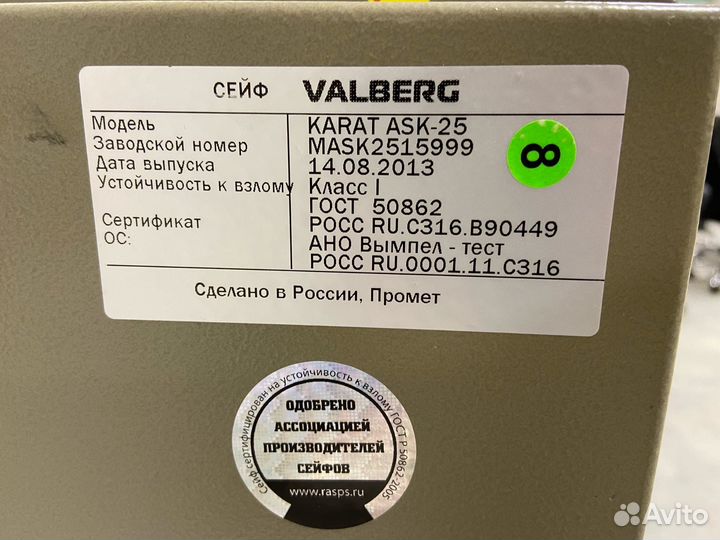 СЕЙФ VALBERG
Модель KARAT ASK-25
Заводской номер MASK2515999
Дата выпуска 14.08.2013
Устойчивость к взлому Класс I
ГОСТ 50862
Сертификат РОСС RU.C316.B90449
ОС: АНО Вымпел - тест
РОСС RU.0001.11.C316
Сделано в России, Промет
8
Сейф сертифицирован на устойчивость к взлому ГОСТ Р 50862-2005
ОДОБРЕНО
АССОЦИАЦИЕЙ
ПРОИЗВОДИТЕЛЕЙ
СЕЙФОВ
www.rasps.ru
Avito